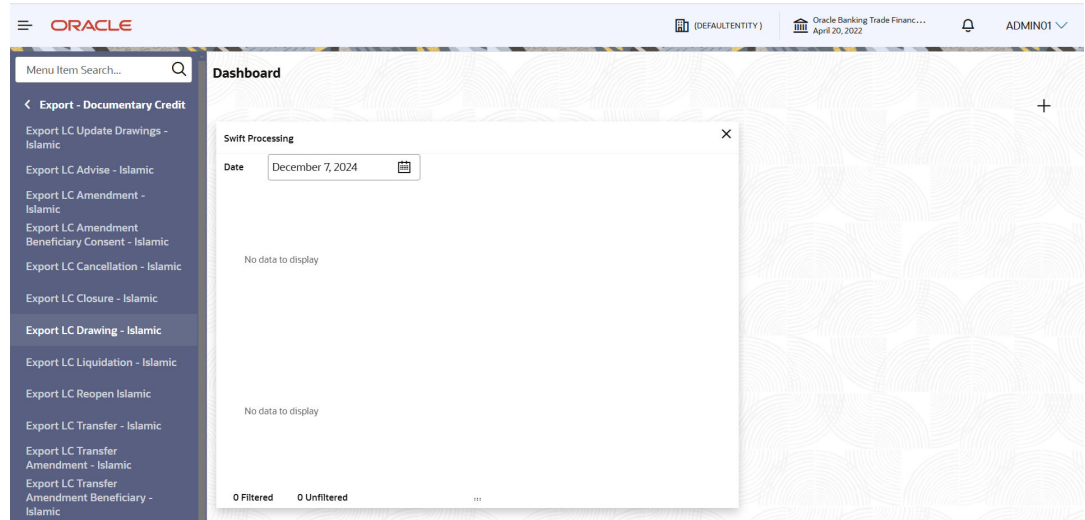 ORACLE
(DEFAULTENTITY )
Oracle Banking Trade Financ...
April 20, 2022
ADMIN01
Menu Item Search...
Export - Documentary Credit
Export LC Update Drawings -
Islamic
Export LC Advise - Islamic
Export LC Amendment -
Islamic
Export LC Amendment
Beneficiary Consent - Islamic
Export LC Cancellation - Islamic
Export LC Closure - Islamic
Export LC Drawing - Islamic
Export LC Liquidation - Islamic
Export LC Reopen Islamic
Export LC Transfer - Islamic
Export LC Transfer
Amendment - Islamic
Export LC Transfer
Amendment Beneficiary -
Islamic
Dashboard
Swift Processing
Date December 7, 2024
No data to display
No data to display
0 Filtered 0 Unfiltered